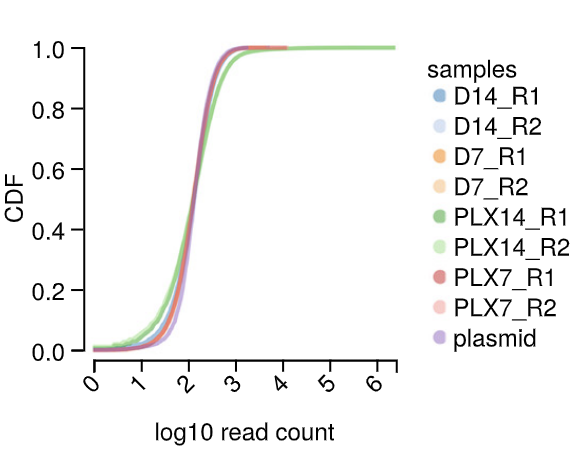 1.0
0.8
0.6
0.4
0.2
0.0
CDF
0 1 2 3 4 5 6
log10 read count
samples
D14_R1
D14_R2
D7_R1
D7_R2
PLX14_R1
PLX14_R2
PLX7_R1
PLX7_R2
plasmid